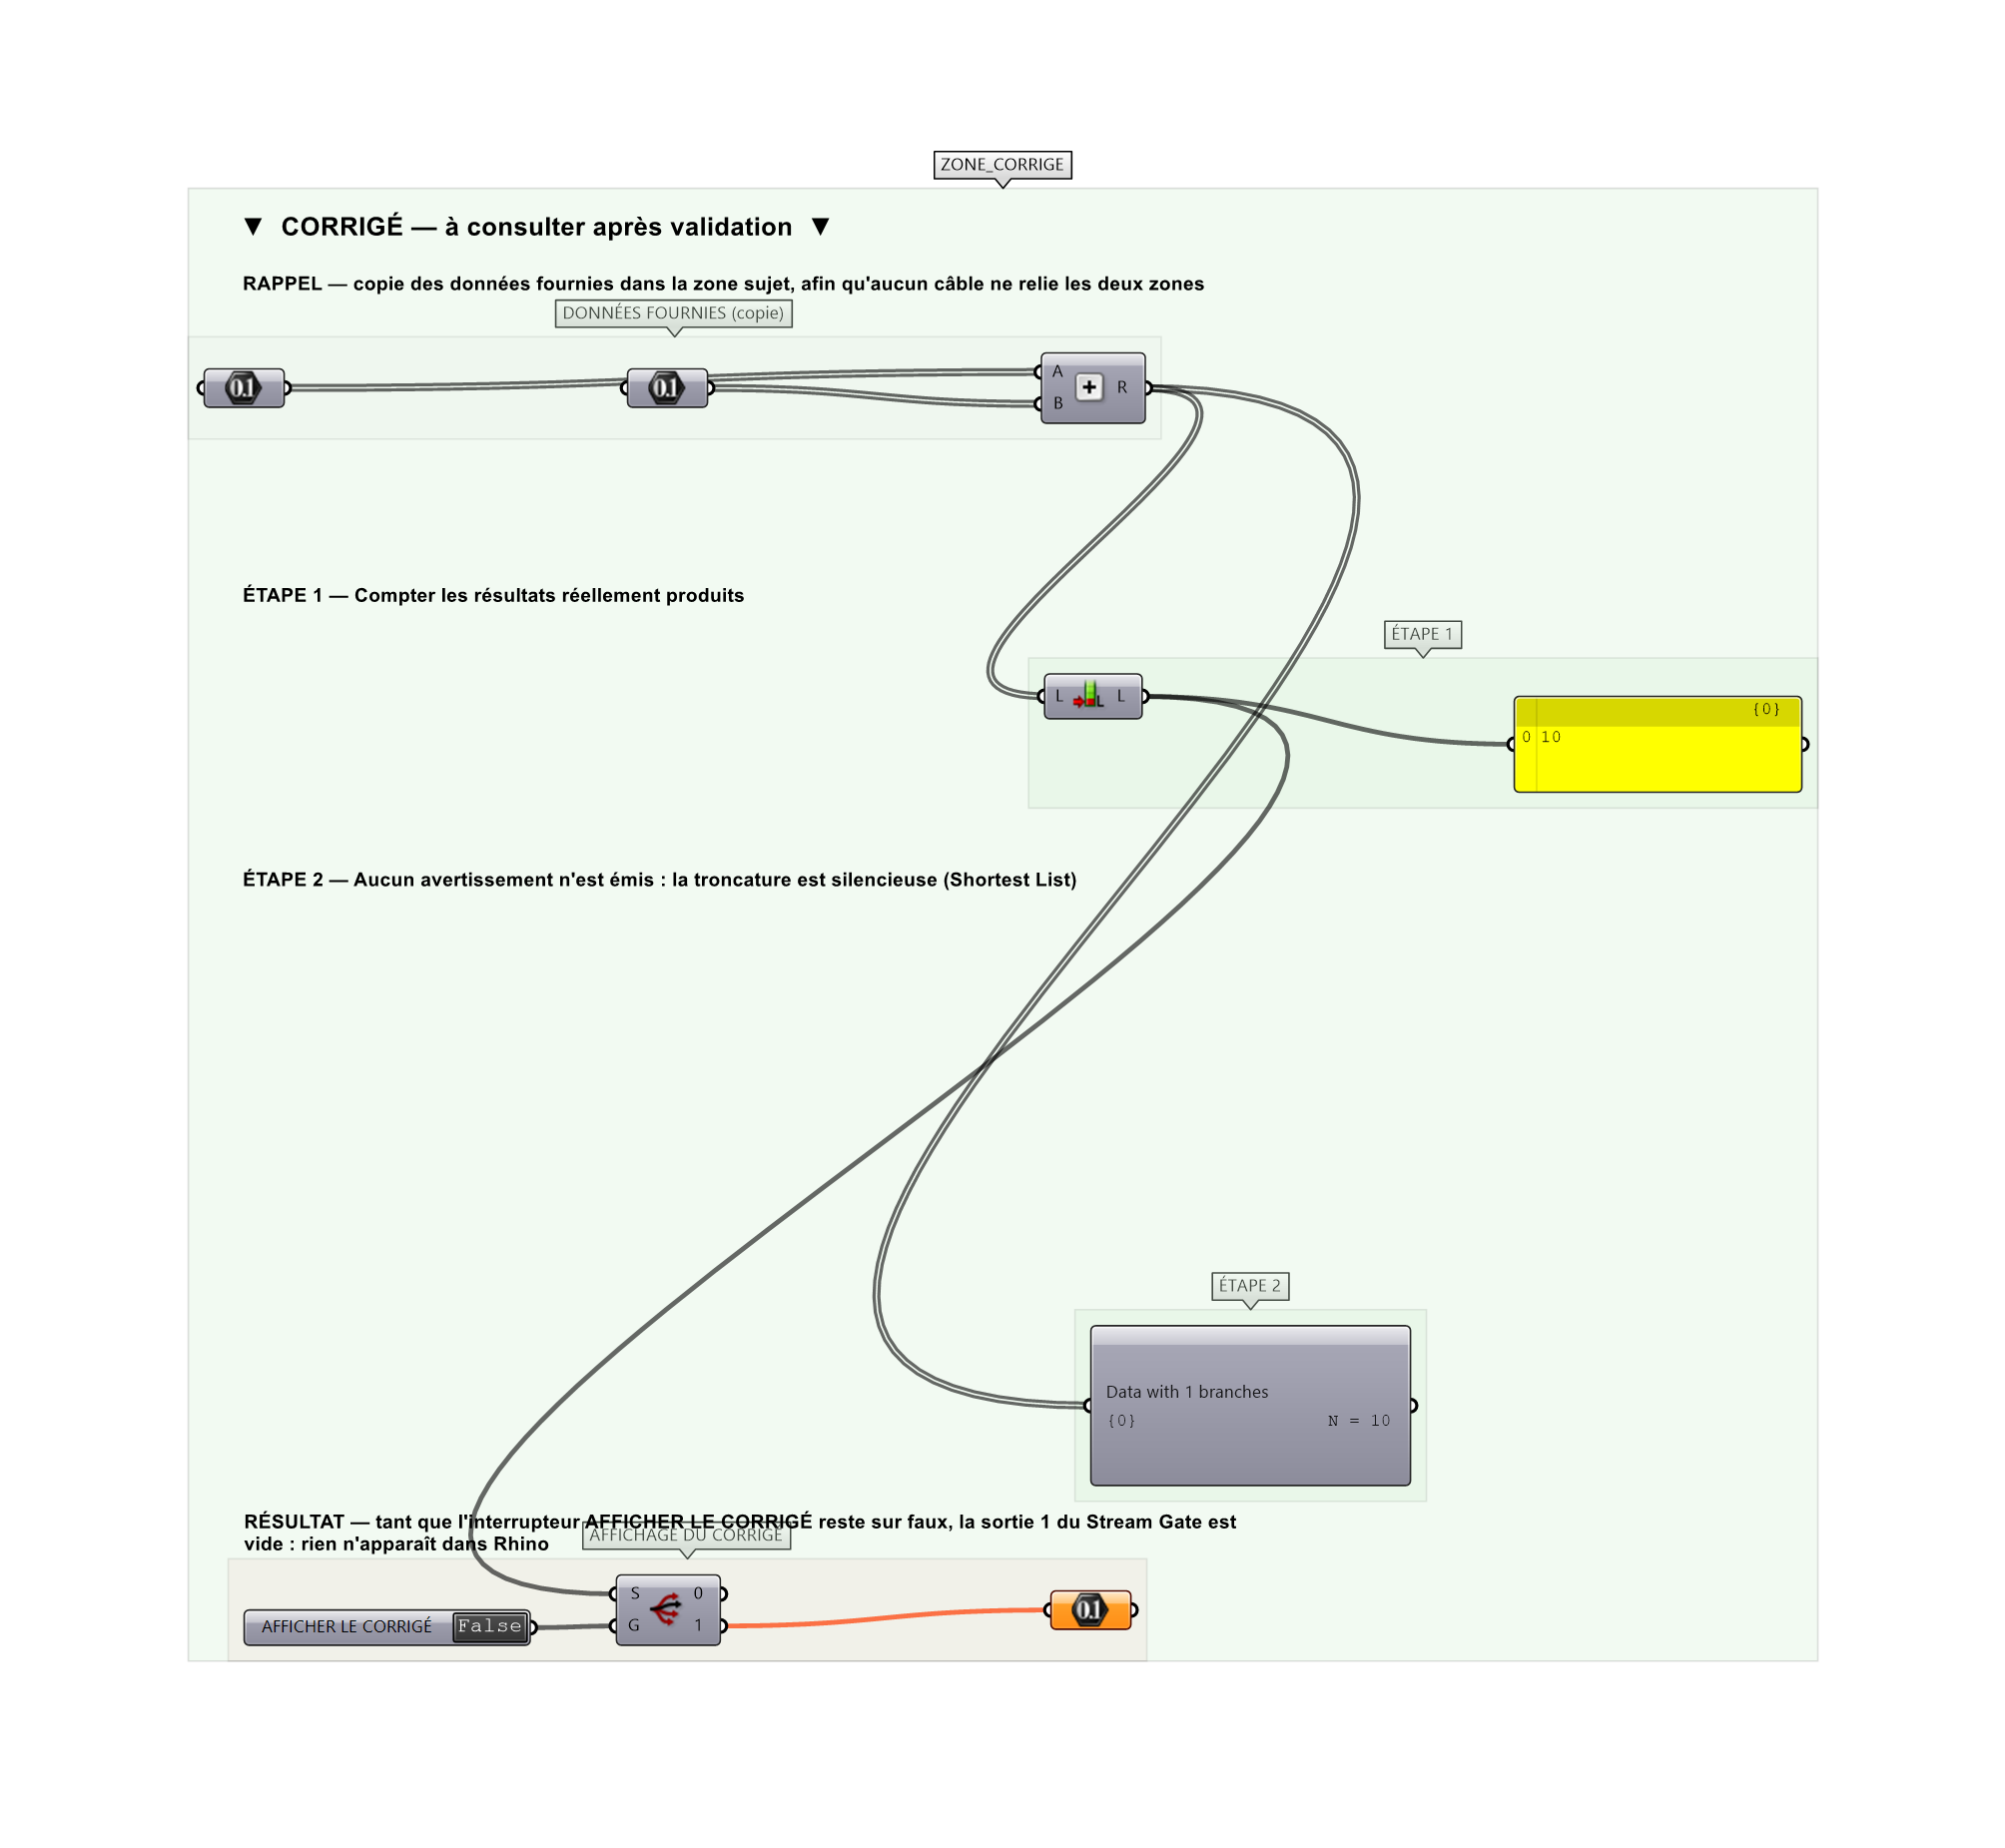 ZONE_CORRIGE
▼ CORRIGÉ — à consulter après validation ▼
RAPPEL — copie des données fournies dans la zone sujet, afin qu'aucun câble ne relie les deux zones
DONNÉES FOURNIES (copie)
0.1
0.1
A
B
R
ÉTAPE 1 — Compter les résultats réellement produits
ÉTAPE 1
L L
{0}
0 10
ÉTAPE 2 — Aucun avertissement n'est émis : la troncature est silencieuse (Shortest List)
ÉTAPE 2
Data with 1 branches
{0} N = 10
RÉSULTAT — tant que l'interrupteur AFFICHER LE CORRIGÉ reste sur faux, la sortie 1 du Stream Gate est
vide : rien n'apparaît dans Rhino
AFFICHAGE DU CORRIGÉ
S 0
G 1
AFFICHER LE CORRIGÉ False
0.1